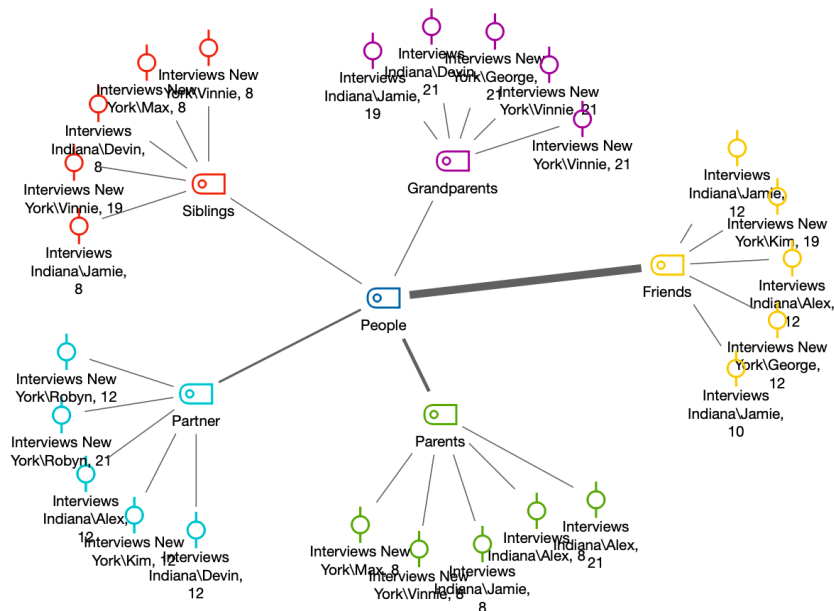 Interviews New
York\Vinnie, 8
Interviews New
York\Max, 8
Interviews
Indiana\Devin,
8
Interviews New
York\Vinnie, 19
Interviews
Indiana\Jamie,
8
Siblings
Interviews
Indiana\Jamie,
19
Interviews
Indiana\Devin,
21
Interviews New
York\George,
21
Interviews New
York\Vinnie, 21
Interviews New
York\Vinnie, 21
Grandparents
Interviews
Indiana\Jamie,
12
Interviews New
York\Kim, 19
Interviews
Indiana\Alex,
12
Interviews New
York\George,
12
Interviews
Indiana\Jamie,
10
Friends
People
Interviews New
York\Robyn, 12
Interviews New
York\Robyn, 21
Interviews
Indiana\Alex,
12
Interviews New
York\Kim, 12
Interviews
Indiana\Devin,
12
Partner
Parents
Interviews New
York\Max, 8
Interviews New
York\Vinnie, 8
Interviews
Indiana\Jamie,
8
Interviews
Indiana\Alex, 8
Interviews
Indiana\Alex,
21